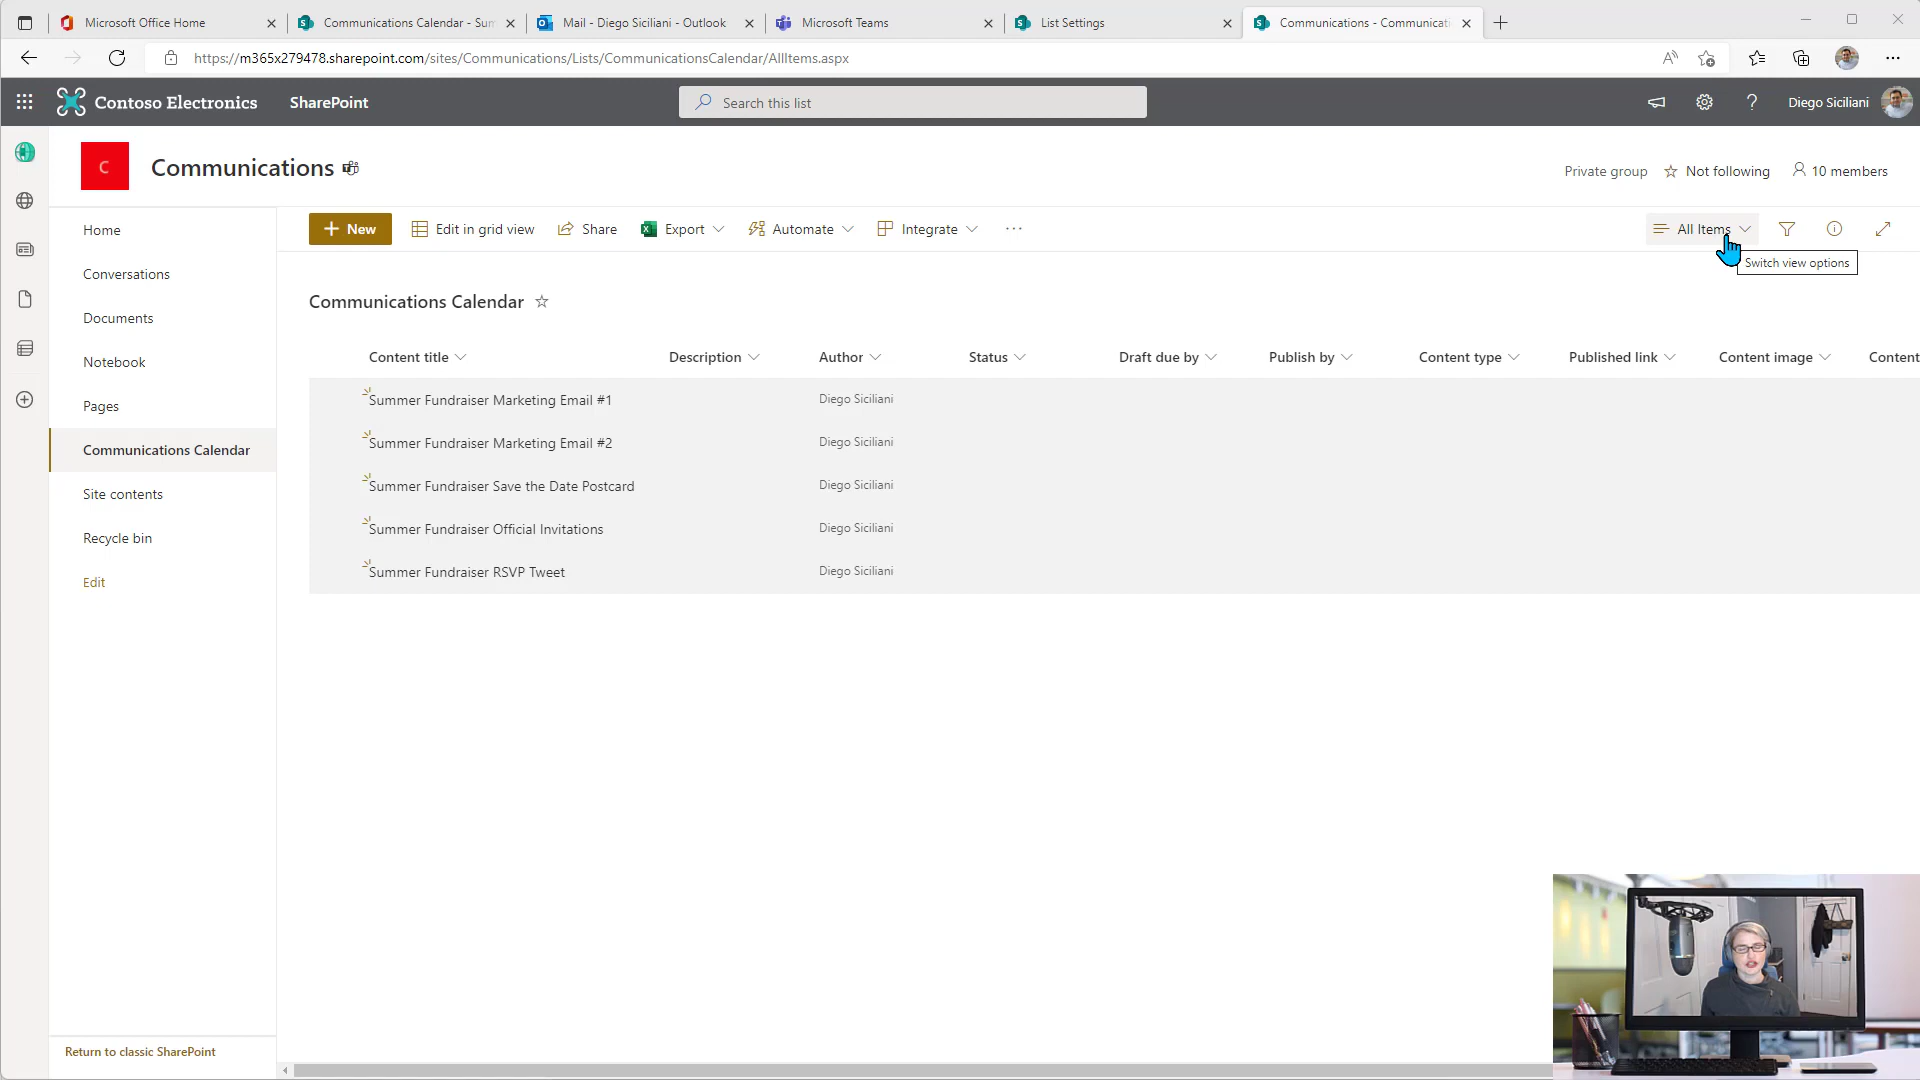 Microsoft Office Home
Communications Calendar - Sum
Mail - Diego Siciliani - Outlook
Microsoft Teams
List Settings
Communications - Communicati
https://m365x279478.sharepoint.com/sites/Communications/Lists/CommunicationsCalendar/AllItems.aspx
Contoso Electronics
SharePoint
Search this list
Diego Siciliani
C
Communications
Private group
Not following
10 members
Home
Conversations
Documents
Notebook
Pages
Communications Calendar
Site contents
Recycle bin
Edit
Return to classic SharePoint
New
Edit in grid view
Share
Export
Automate
Integrate
All Items
Switch view options
Communications Calendar
Content title
Description
Author
Status
Draft due by
Publish by
Content type
Published link
Content image
Content
Summer Fundraiser Marketing Email #1
Diego Siciliani
Summer Fundraiser Marketing Email #2
Diego Siciliani
Summer Fundraiser Save the Date Postcard
Diego Siciliani
Summer Fundraiser Official Invitations
Diego Siciliani
Summer Fundraiser RSVP Tweet
Diego Siciliani